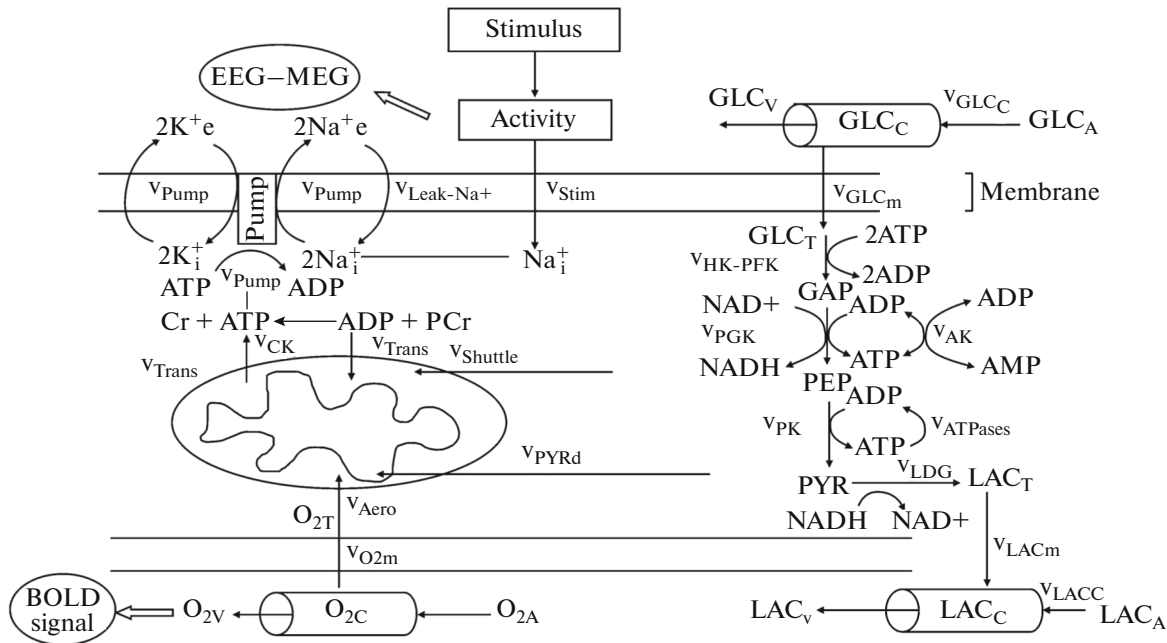 Stimulus
EEG–MEG
Activity
GLC_V
GLC_C
v_GLC_C
GLC_A
2K⁺e
2Na⁺e
v_Pump
Pump
v_Pump
v_Leak-Na+
v_Stim
v_GLC_m
Membrane
2K_i^+
2Na_i^+
Na_i^+
GLC_T
2ATP
ATP
v_Pump
ADP
v_HK-PFK
2ADP
GAP
Cr + ATP
ADP + PCr
NAD+
ADP
ADP
v_CK
v_Trans
v_Trans
v_Shuttle
v_PGK
v_AK
NADH
ATP
AMP
PEP
ADP
v_PK
v_ATPases
ATP
v_PYRd
v_LDG
PYR
LAC_T
v_Aero
O_2T
NADH
NAD+
v_O2m
v_LACm
BOLD
signal
O_2V
O_2C
O_2A
LAC_v
LAC_C
v_LACC
LAC_A